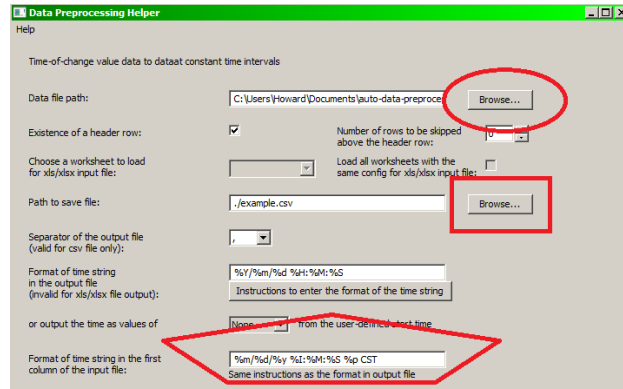 Data Preprocessing Helper
Help
Time-of-change value data to dataat constant time intervals
Data file path:
C:\Users\Howard\Documents\auto-data-preproce
Browse...
Existence of a header row:
Number of rows to be skipped
above the header row:
0
Choose a worksheet to load
for xls/xlsx input file:
Load all worksheets with the
same config for xls/xlsx input file:
Path to save file:
./example.csv
Browse...
Separator of the output file
(valid for csv file only):
,
Format of time string
in the output file
(invalid for xls/xlsx file output):
%Y/%m/%d %H:%M:%S
Instructions to enter the format of the time string
or output the time as values of
None
from the user-defined start time
Format of time string in the first
column of the input file:
%m/%d/%y %I:%M:%S %p CST
Same instructions as the format in output file